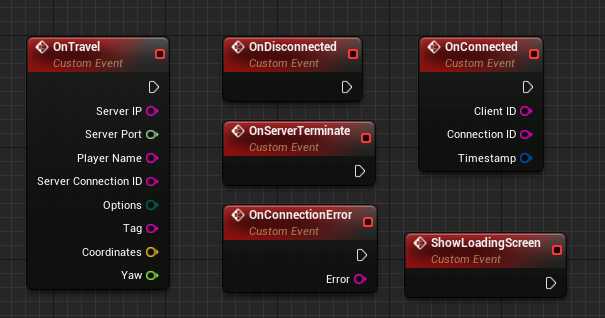 OnTravel
Custom Event
Server IP
Server Port
Player Name
Server Connection ID
Options
Tag
Coordinates
Yaw
OnDisconnected
Custom Event
OnServerTerminate
Custom Event
OnConnectionError
Custom Event
Error
OnConnected
Custom Event
Client ID
Connection ID
Timestamp
ShowLoadingScreen
Custom Event